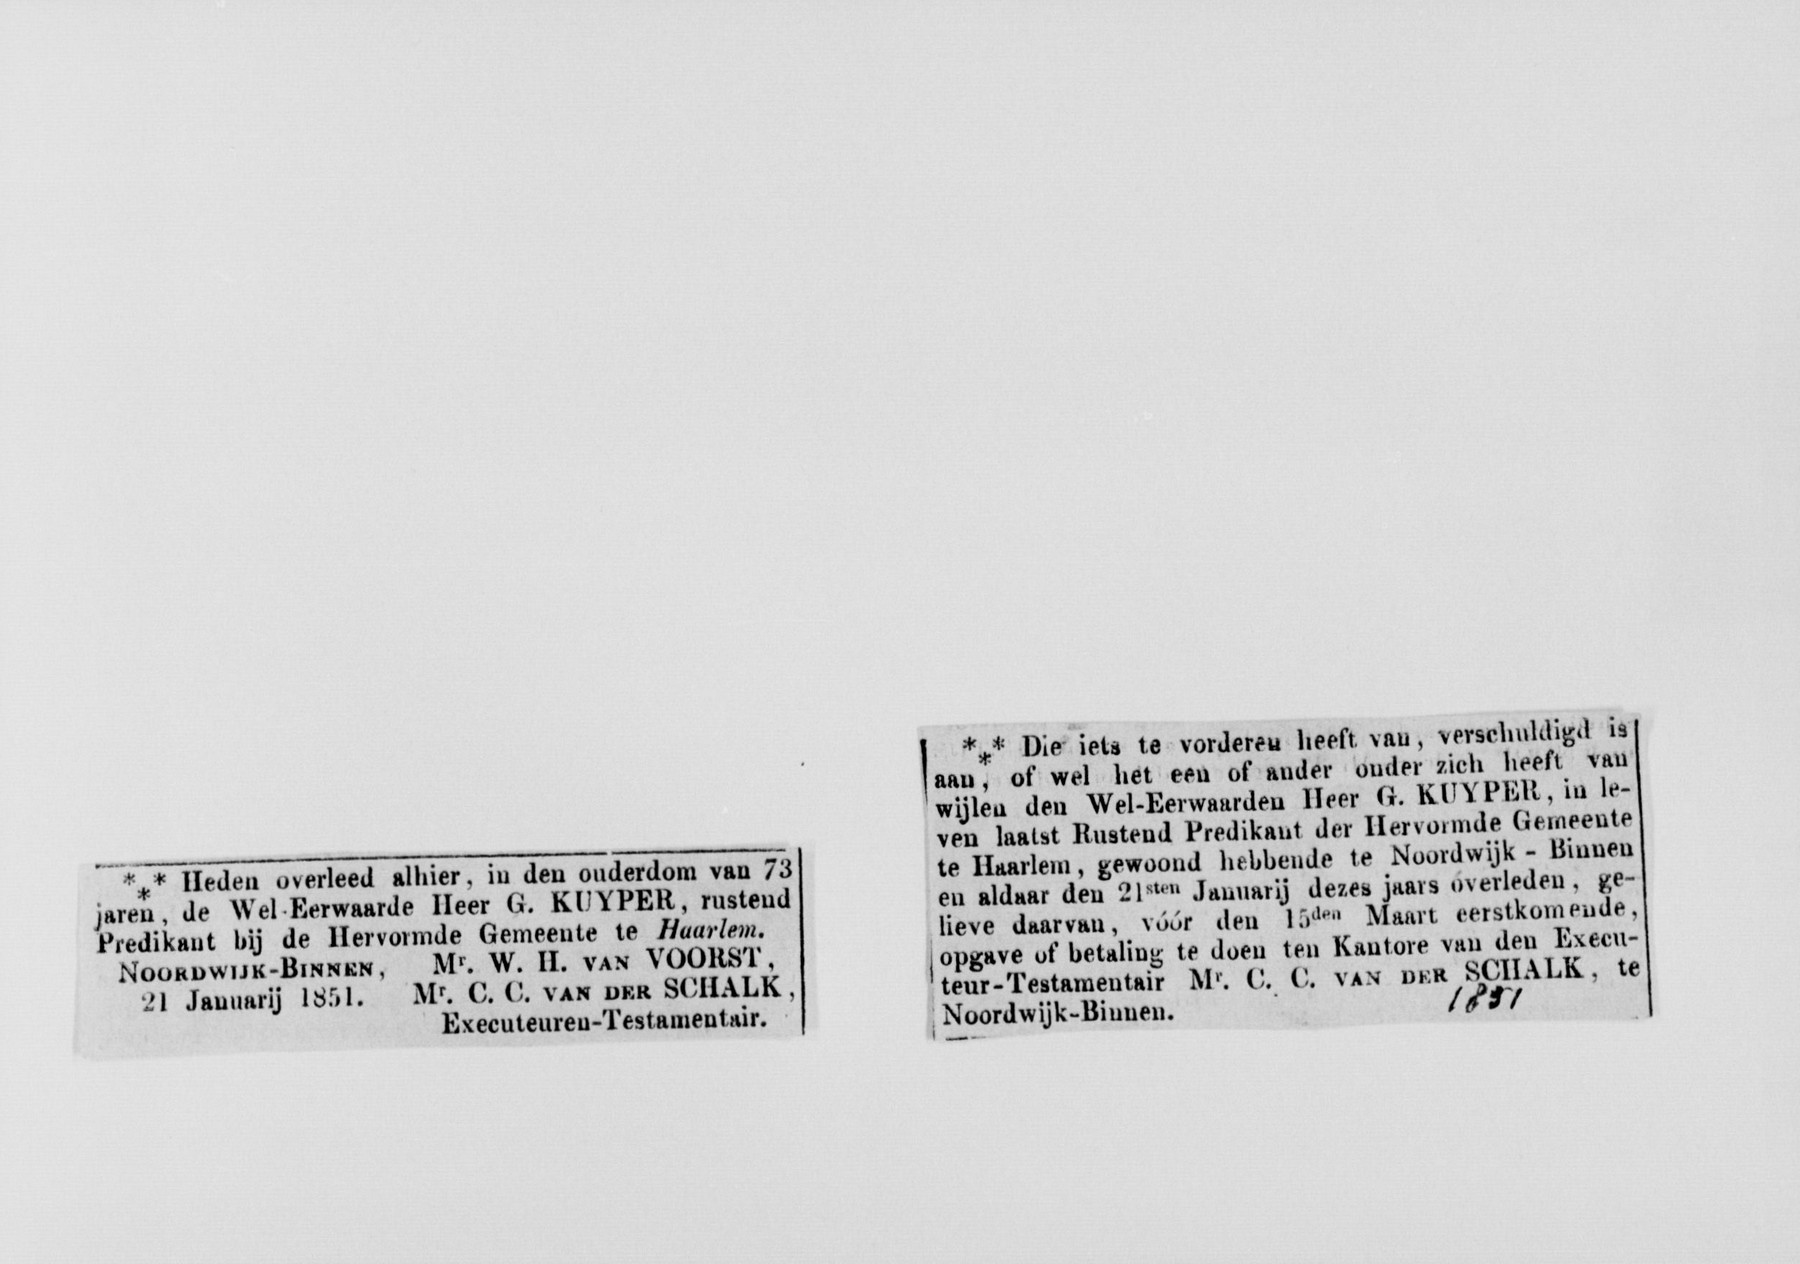 *** Heden overleed alhier, in den ouderdom van 73
jaren, de Wel-Eerwaarde Heer G. KUYPER, rustend
Predikant bij de Hervormde Gemeente te Haarlem.
NOORDWIJK-BINNEN, Mr. W. H. VAN VOORST,
21 Januarij 1851. Mr. C. C. VAN DER SCHALK,
Executeuren-Testamentair.
*** Die iets te vorderen heeft van, verschuldigd is
aan, of wel het een of ander onder zich heeft van
wijlen den Wel-Eerwaarden Heer G. KUYPER, in le-
ven laatst Rustend Predikant der Hervormde Gemeente
te Haarlem, gewoond hebbende te Noordwijk - Binnen
en aldaar den 21sten Januarij dezes jaars overleden, ge-
lieve daarvan, vóór den 15den Maart eerstkomende,
opgave of betaling te doen ten Kantore van den Execu-
teur-Testamentair Mr. C. C. VAN DER SCHALK, te
Noordwijk-Binnen.
1851